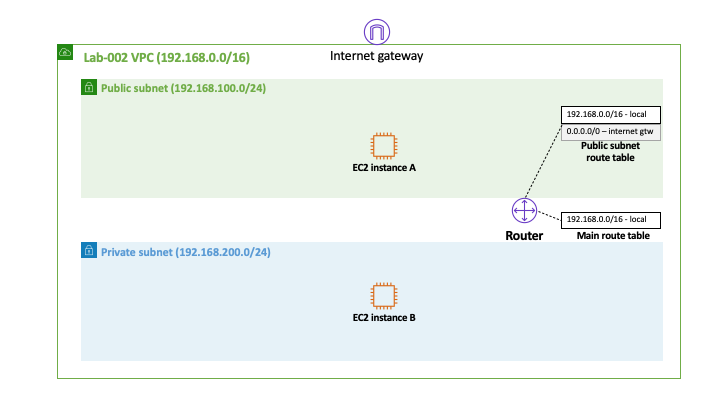 Internet gateway
Lab-002 VPC (192.168.0.0/16)
Public subnet (192.168.100.0/24)
192.168.0.0/16 - local
0.0.0.0/0 – internet gtw
Public subnet
route table
EC2 instance A
192.168.0.0/16 - local
Router
Main route table
Private subnet (192.168.200.0/24)
EC2 instance B